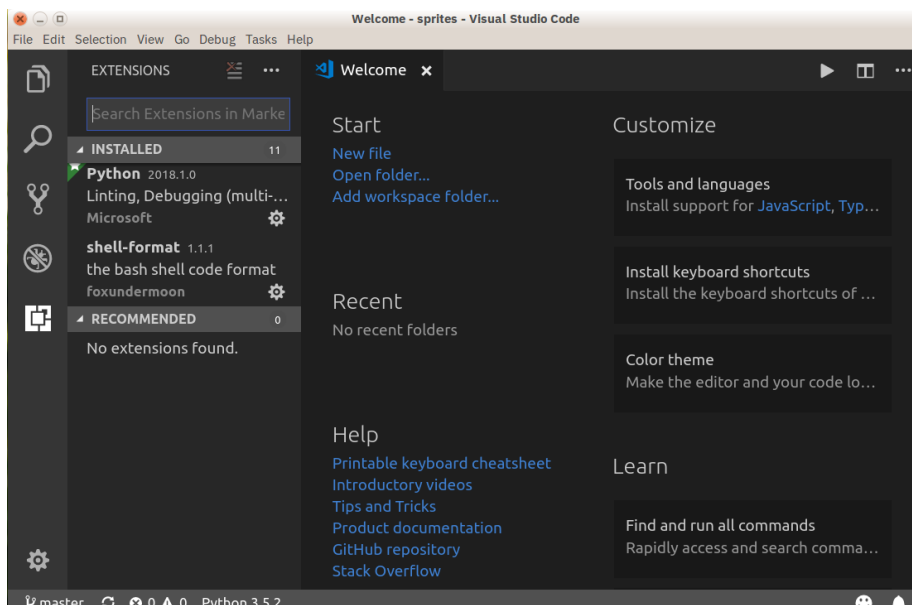 Welcome - sprites - Visual Studio Code
File Edit Selection View Go Debug Tasks Help
EXTENSIONS
Search Extensions in Marke
INSTALLED 11
Python 2018.1.0
Linting, Debugging (multi-...
Microsoft
shell-format 1.1.1
the bash shell code format
foxundermoon
RECOMMENDED 0
No extensions found.
Welcome
Start
New file
Open folder...
Add workspace folder...
Recent
No recent folders
Help
Printable keyboard cheatsheet
Introductory videos
Tips and Tricks
Product documentation
GitHub repository
Stack Overflow
Customize
Tools and languages
Install support for JavaScript, Typ...
Install keyboard shortcuts
Install the keyboard shortcuts of ...
Color theme
Make the editor and your code lo...
Learn
Find and run all commands
Rapidly access and search comma...
master 0 0 Python 3.5.2